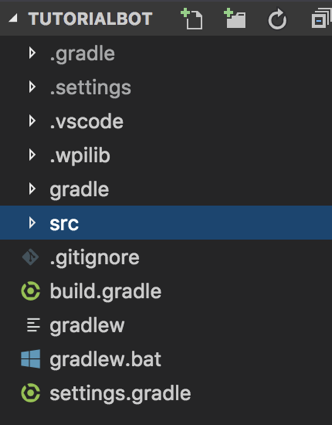 TUTORIALBOT
.gradle
.settings
.vscode
.wpilib
gradle
src
.gitignore
build.gradle
gradlew
gradlew.bat
settings.gradle